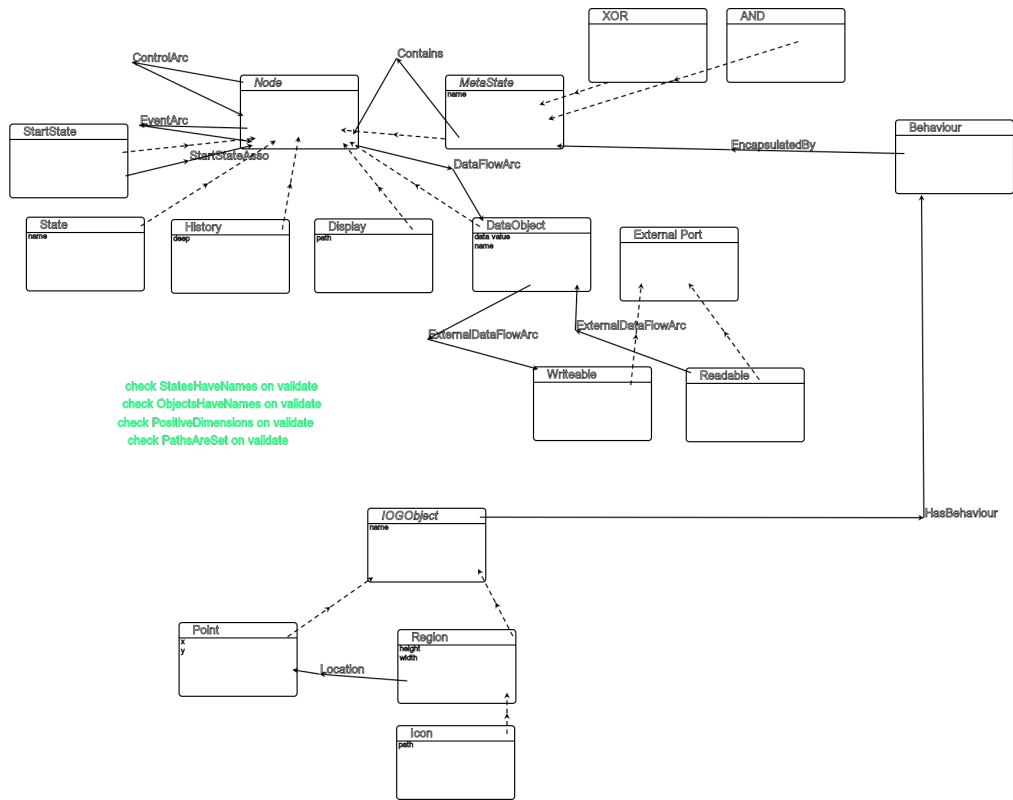 XOR
AND
ControlArc
Contains
Node
MetaState
name
EventArc
StartState
StartStateAsso
Behaviour
EncapsulatedBy
DataFlowArc
State
name
History
deep
Display
path
DataObject
data value
name
External Port
ExternalDataFlowArc
ExternalDataFlowArc
Writeable
Readable
check StatesHaveNames on validate
check ObjectsHaveNames on validate
check PositiveDimensions on validate
check PathsAreSet on validate
IOGObject
name
HasBehaviour
Point
x
y
Region
height
width
Location
Icon
path